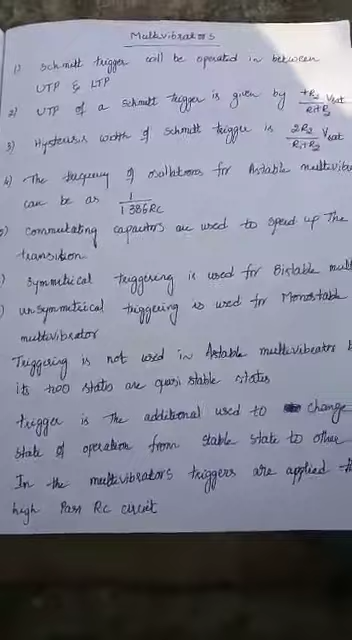 Multivibrators
1) Schmitt trigger will be operated in between
UTP & LTP
2) UTP of a schmitt trigger is given by +R2/R1+R2 Vsat
3) Hysterisis width of schmitt trigger is 2R2/R1+R2 Vsat
4) The frequency of osallations for Astable multivibr
can be as 1/1.386RC
) commutating capacitors are used to speed up The
transition.
) symmetrical triggering is used for Bistable mult
) unsymmetrical triggering is used for Monostable
multivibrator
Triggering is not used in Astable multivibrator b
its two states are quasi stable states
trigger is The additional used to change
state of operation from stable state to other
In the multivibrators triggers are applied th
high Pass Rc circuit